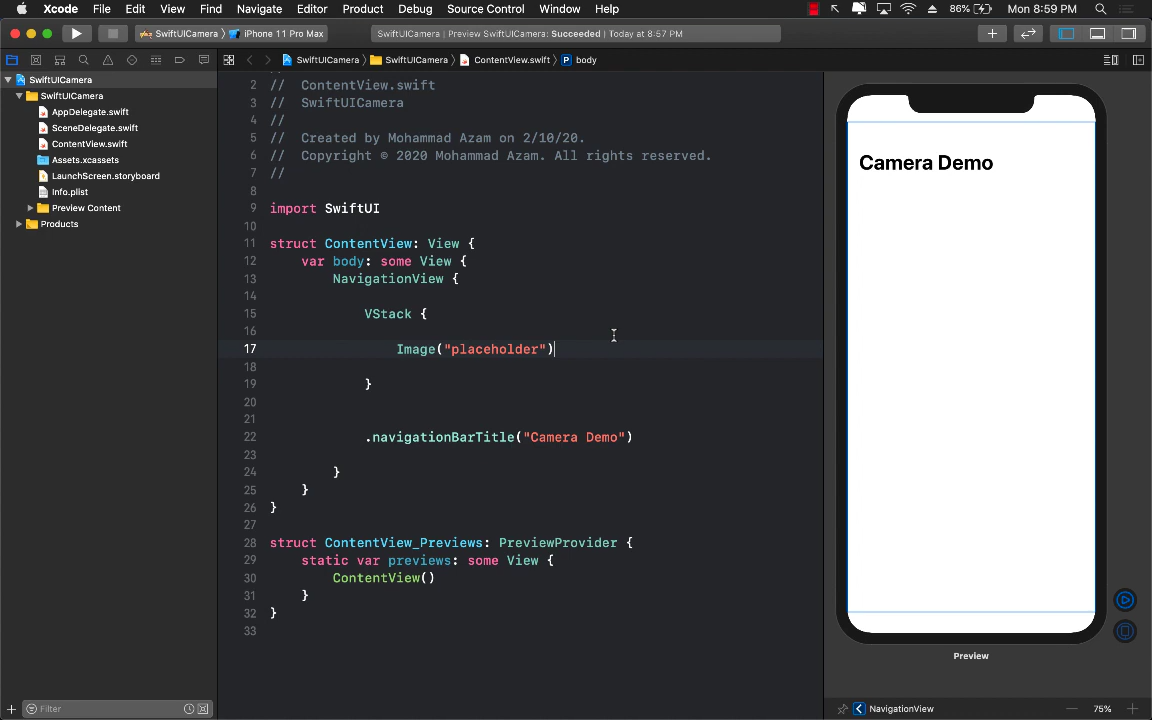 Xcode File Edit View Find Navigate Editor Product Debug Source Control Window Help 86% Mon 8:59 PM
SwiftUICamera iPhone 11 Pro Max SwiftUICamera | Preview SwiftUICamera: Succeeded | Today at 8:57 PM
SwiftUICamera SwiftUICamera ContentView.swift P body
SwiftUICamera
SwiftUICamera
AppDelegate.swift
SceneDelegate.swift
ContentView.swift
Assets.xcassets
LaunchScreen.storyboard
Info.plist
Preview Content
Products
Filter
2 // ContentView.swift
3 // SwiftUICamera
4 //
5 // Created by Mohammad Azam on 2/10/20.
6 // Copyright © 2020 Mohammad Azam. All rights reserved.
7 //
8
9 import SwiftUI
10
11 struct ContentView: View {
12 var body: some View {
13 NavigationView {
14
15 VStack {
16
17 Image("placeholder")
18
19 }
20
21
22 .navigationBarTitle("Camera Demo")
23
24 }
25 }
26 }
27
28 struct ContentView_Previews: PreviewProvider {
29 static var previews: some View {
30 ContentView()
31 }
32 }
33
Camera Demo
Preview
NavigationView 75%